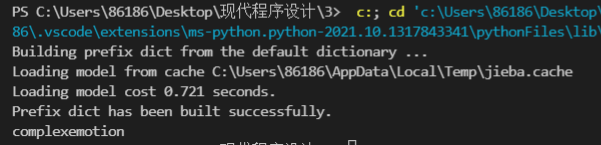 PS C:\Users\86186\Desktop\现代程序设计\3>  c:; cd 'c:\Users\86186\Desktop\
86\.vscode\extensions\ms-python.python-2021.10.1317843341\pythonFiles\lib\
Building prefix dict from the default dictionary ...
Loading model from cache C:\Users\86186\AppData\Local\Temp\jieba.cache
Loading model cost 0.721 seconds.
Prefix dict has been built successfully.
complexemotion